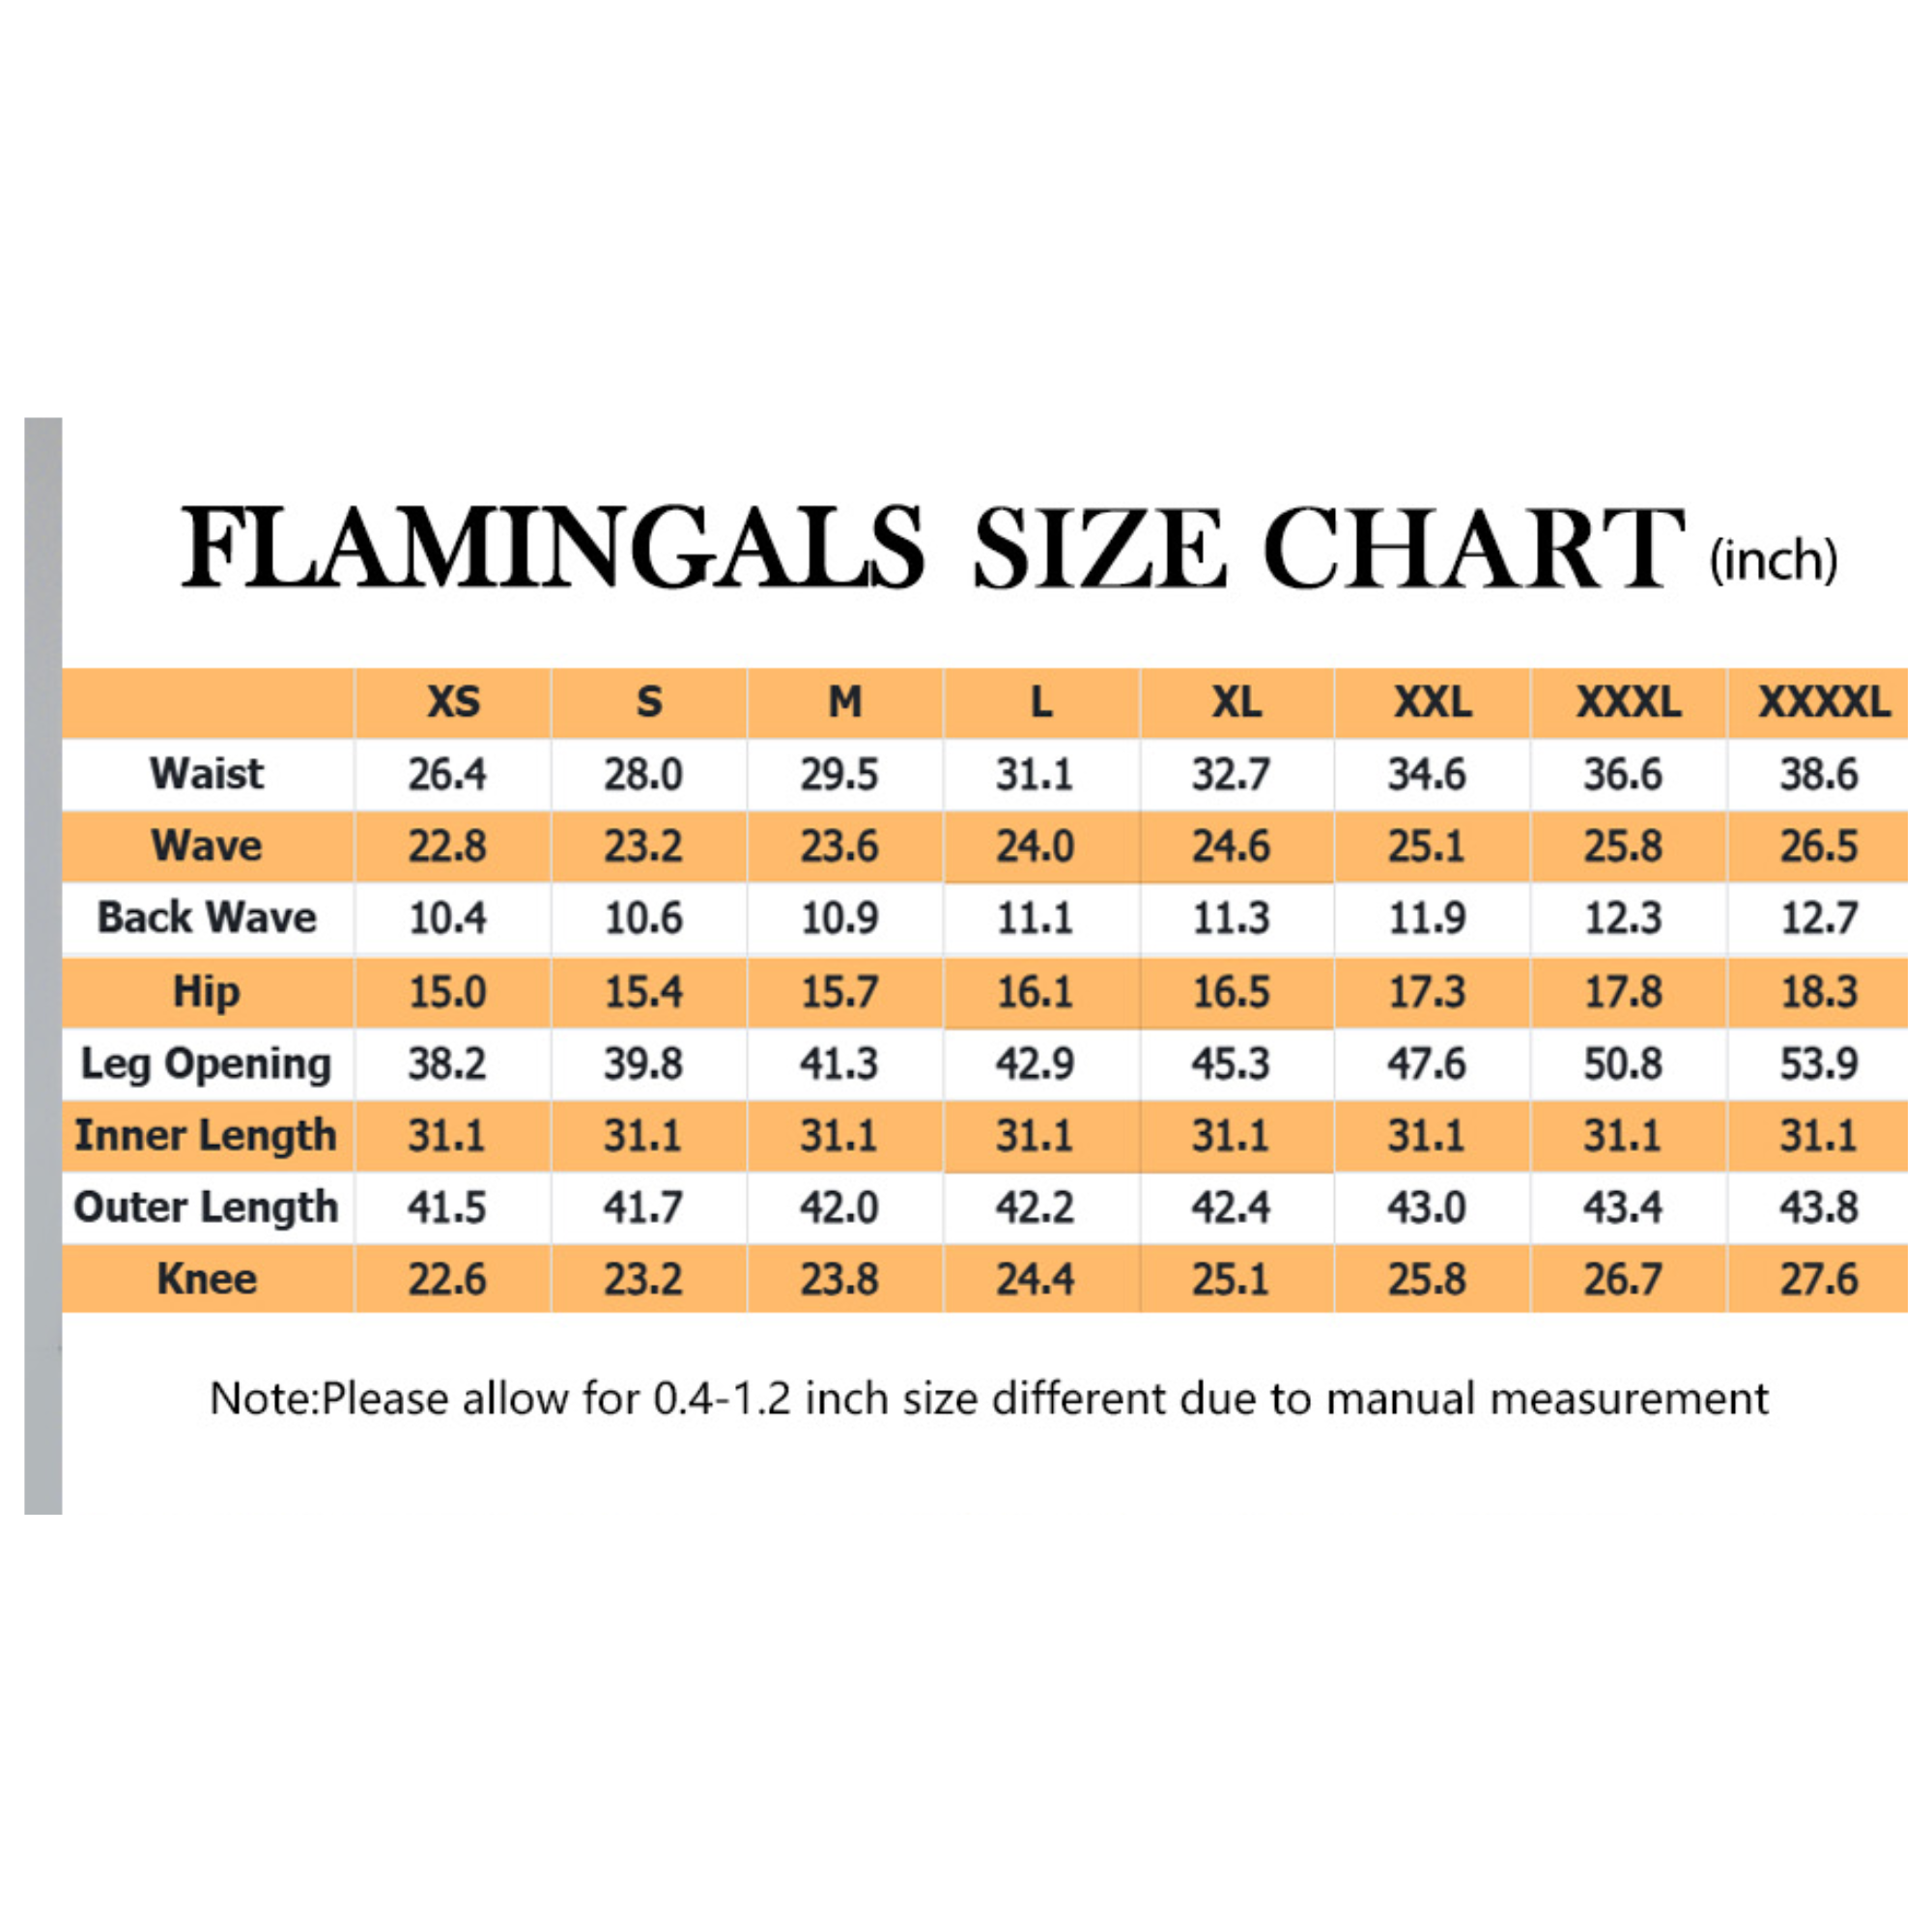 FLAMINGALS SIZE CHART (inch)
XS S M L XL XXL XXXL XXXXL
Waist 26.4 28.0 29.5 31.1 32.7 34.6 36.6 38.6
Wave 22.8 23.2 23.6 24.0 24.6 25.1 25.8 26.5
Back Wave 10.4 10.6 10.9 11.1 11.3 11.9 12.3 12.7
Hip 15.0 15.4 15.7 16.1 16.5 17.3 17.8 18.3
Leg Opening 38.2 39.8 41.3 42.9 45.3 47.6 50.8 53.9
Inner Length 31.1 31.1 31.1 31.1 31.1 31.1 31.1 31.1
Outer Length 41.5 41.7 42.0 42.2 42.4 43.0 43.4 43.8
Knee 22.6 23.2 23.8 24.4 25.1 25.8 26.7 27.6
Note:Please allow for 0.4-1.2 inch size different due to manual measurement